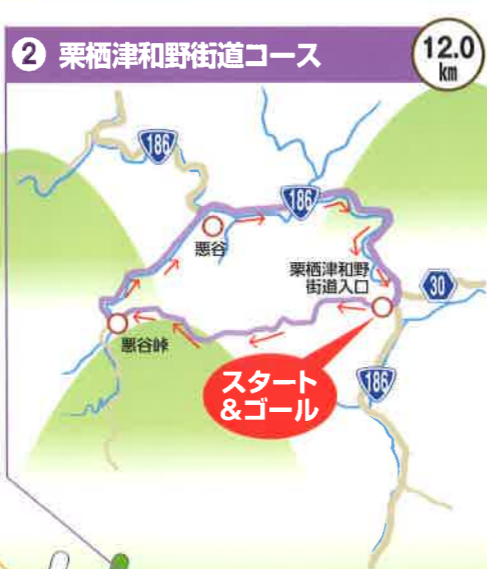 2 栗栖津和野街道コース
12.0
km
186
186
悪谷
栗栖津和野
街道入口
30
悪谷峠
スタート
&ゴール
186